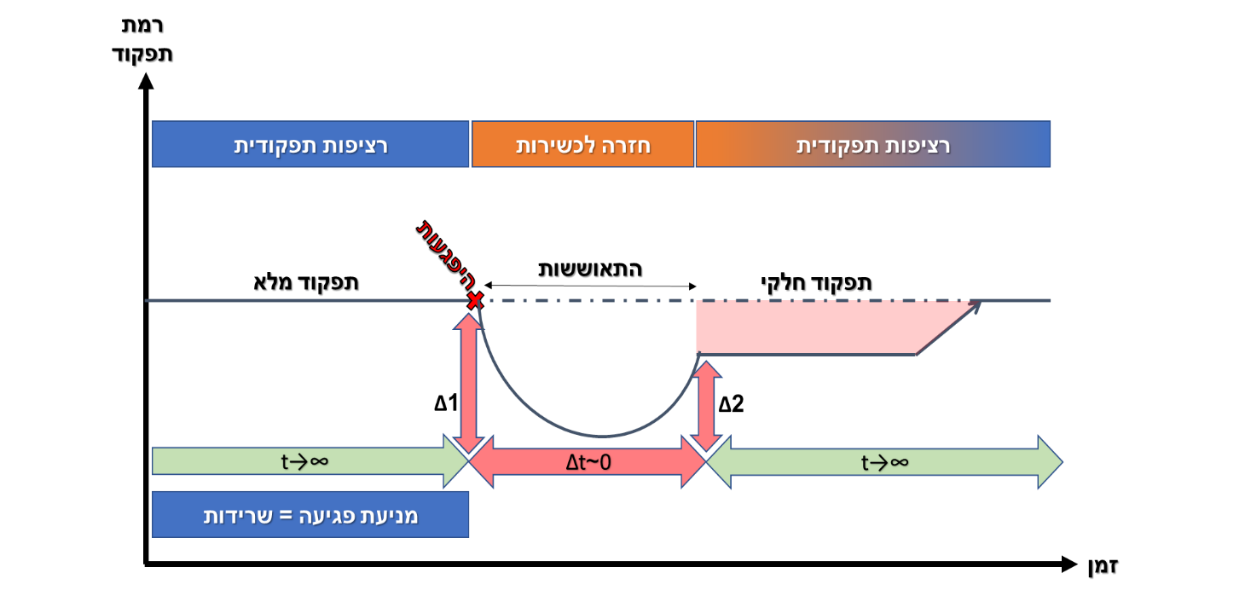 רמת
תפקוד
רציפות תפקודית
חזרה לכשירות
רציפות תפקודית
היפגעות
תפקוד מלא
התאוששות
תפקוד חלקי
Δ1
Δ2
t→∞
Δt~0
t→∞
מניעת פגיעה = שרידות
זמן